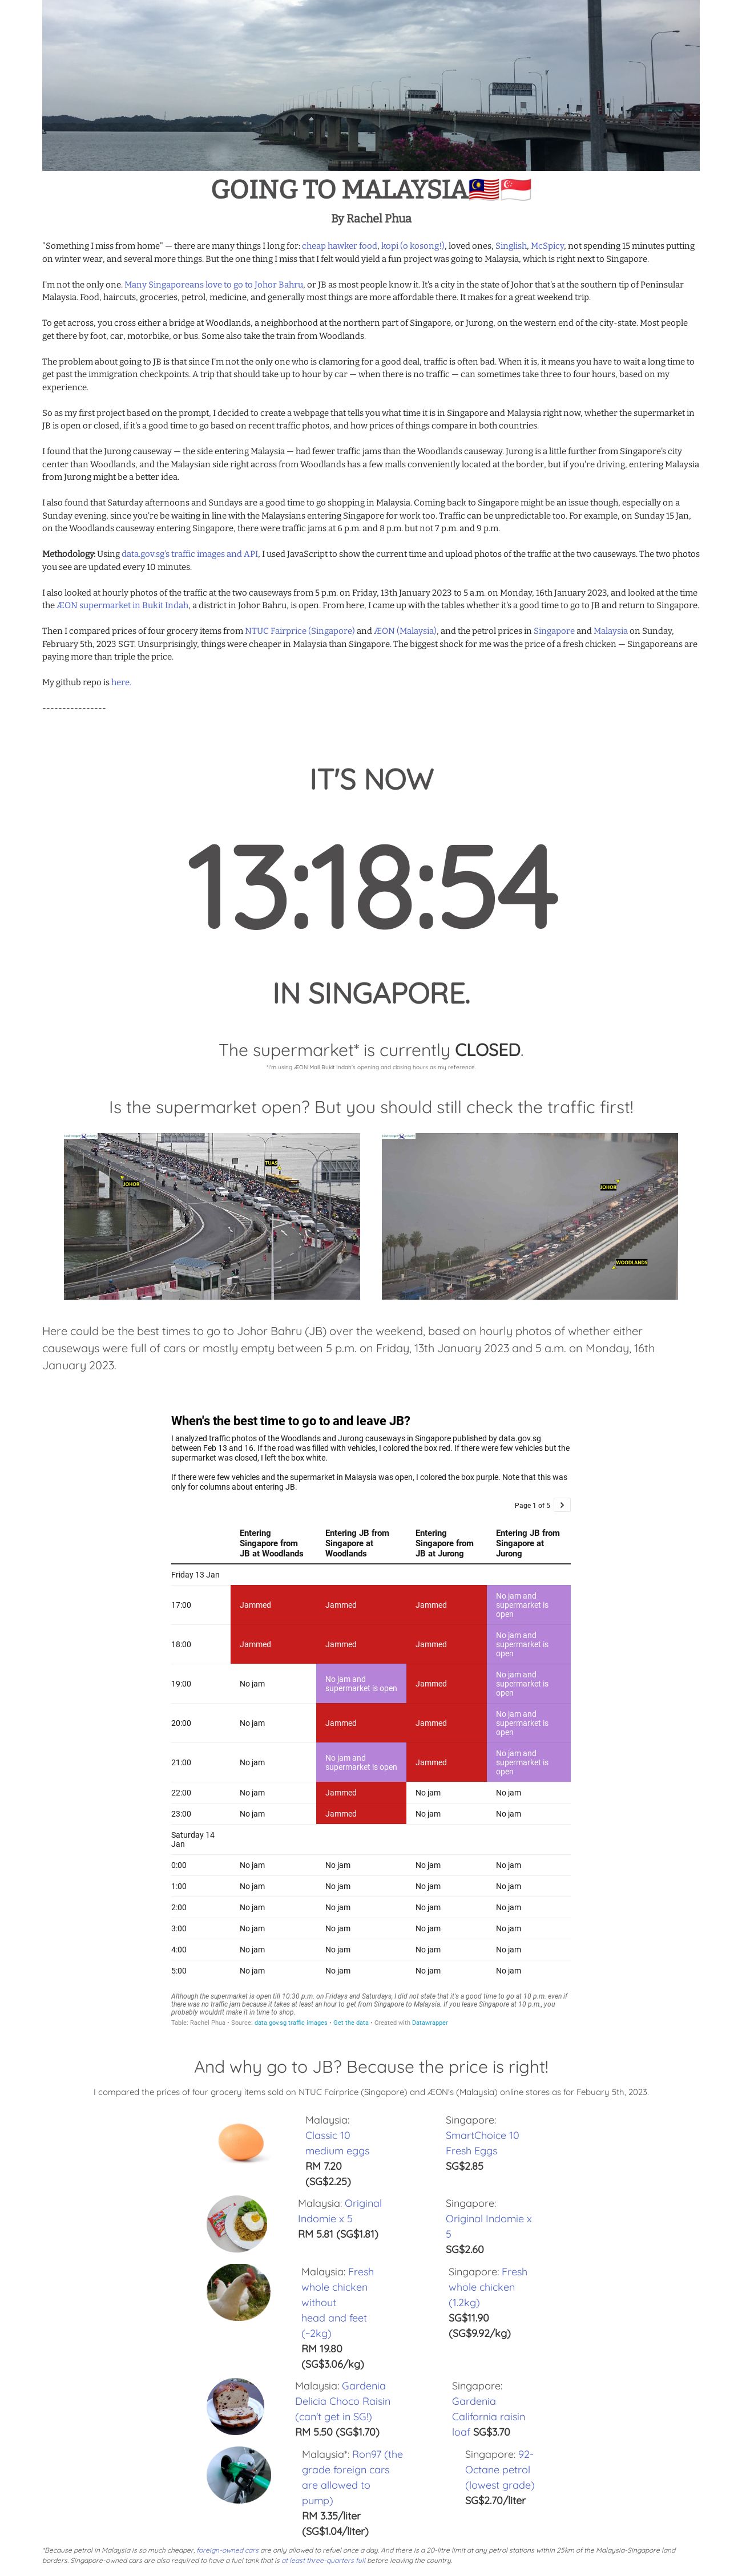 GOING TO MALAYSIA🇲🇾🇸🇬
By Rachel Phua
“Something I miss from home” — there are many things I long for: cheap hawker food, kopi (o kosong!), loved ones, Singlish, McSpicy, not spending 15 minutes putting
on winter wear, and several more things. But the one thing I miss that I felt would yield a fun project was going to Malaysia, which is right next to Singapore.
I'm not the only one. Many Singaporeans love to go to Johor Bahru, or JB as most people know it. It's a city in the state of Johor that's at the southern tip of Peninsular
Malaysia. Food, haircuts, groceries, petrol, medicine, and generally most things are more affordable there. It makes for a great weekend trip.
To get across, you cross either a bridge at Woodlands, a neighborhood at the northern part of Singapore, or Jurong, on the western end of the city-state. Most people
get there by foot, car, motorbike, or bus. Some also take the train from Woodlands.
The problem about going to JB is that since I'm not the only one who is clamoring for a good deal, traffic is often bad. When it is, it means you have to wait a long time to
get past the immigration checkpoints. A trip that should take up to hour by car — when there is no traffic — can sometimes take three to four hours, based on my
experience.
So as my first project based on the prompt, I decided to create a webpage that tells you what time it is in Singapore and Malaysia right now, whether the supermarket in
JB is open or closed, if it's a good time to go based on recent traffic photos, and how prices of things compare in both countries.
I found that the Jurong causeway — the side entering Malaysia — had fewer traffic jams than the Woodlands causeway. Jurong is a little further from Singapore's city
center than Woodlands, and the Malaysian side right across from Woodlands has a few malls conveniently located at the border, but if you're driving, entering Malaysia
from Jurong might be a better idea.
I also found that Saturday afternoons and Sundays are a good time to go shopping in Malaysia. Coming back to Singapore might be an issue though, especially on a
Sunday evening, since you're be waiting in line with the Malaysians entering Singapore for work too. Traffic can be unpredictable too. For example, on Sunday 15 Jan,
on the Woodlands causeway entering Singapore, there were traffic jams at 6 p.m. and 8 p.m. but not 7 p.m. and 9 p.m.
Methodology: Using data.gov.sg's traffic images and API, I used JavaScript to show the current time and upload photos of the traffic at the two causeways. The two photos
you see are updated every 10 minutes.
I also looked at hourly photos of the traffic at the two causeways from 5 p.m. on Friday, 13th January 2023 to 5 a.m. on Monday, 16th January 2023, and looked at the time
the ÆON supermarket in Bukit Indah, a district in Johor Bahru, is open. From here, I came up with the tables whether it's a good time to go to JB and return to Singapore.
Then I compared prices of four grocery items from NTUC Fairprice (Singapore) and ÆON (Malaysia), and the petrol prices in Singapore and Malaysia on Sunday,
February 5th, 2023 SGT. Unsurprisingly, things were cheaper in Malaysia than Singapore. The biggest shock for me was the price of a fresh chicken — Singaporeans are
paying more than triple the price.
My github repo is here.
----------------
IT'S NOW
13:18:54
IN SINGAPORE.
The supermarket* is currently CLOSED.
*I'm using ÆON Mall Bukit Indah's opening and closing hours as my reference.
Is the supermarket open? But you should still check the traffic first!
JOHOR
TUAS
JOHOR
WOODLANDS
Here could be the best times to go to Johor Bahru (JB) over the weekend, based on hourly photos of whether either
causeways were full of cars or mostly empty between 5 p.m. on Friday, 13th January 2023 and 5 a.m. on Monday, 16th
January 2023.
When's the best time to go to and leave JB?
I analyzed traffic photos of the Woodlands and Jurong causeways in Singapore published by data.gov.sg
between Feb 13 and 16. If the road was filled with vehicles, I colored the box red. If there were few vehicles but the
supermarket was closed, I left the box white.
If there were few vehicles and the supermarket in Malaysia was open, I colored the box purple. Note that this was
only for columns about entering JB.
Page 1 of 5 >
Entering Singapore from JB at Woodlands
Entering JB from Singapore at Woodlands
Entering Singapore from JB at Jurong
Entering JB from Singapore at Jurong
Friday 13 Jan
17:00 Jammed Jammed Jammed No jam and supermarket is open
18:00 Jammed Jammed Jammed No jam and supermarket is open
19:00 No jam No jam and supermarket is open Jammed No jam and supermarket is open
20:00 No jam Jammed Jammed No jam and supermarket is open
21:00 No jam No jam and supermarket is open Jammed No jam and supermarket is open
22:00 No jam Jammed No jam No jam
23:00 No jam Jammed No jam No jam
Saturday 14 Jan
0:00 No jam No jam No jam No jam
1:00 No jam No jam No jam No jam
2:00 No jam No jam No jam No jam
3:00 No jam No jam No jam No jam
4:00 No jam No jam No jam No jam
5:00 No jam No jam No jam No jam
Although the supermarket is open till 10:30 p.m. on Fridays and Saturdays, I did not state that it's a good time to go at 10 p.m. even if
there was no traffic jam because it takes at least an hour to get from Singapore to Malaysia. If you leave Singapore at 10 p.m., you
probably wouldn't make it in time to shop.
Table: Rachel Phua • Source: data.gov.sg traffic images • Get the data • Created with Datawrapper
And why go to JB? Because the price is right!
I compared the prices of four grocery items sold on NTUC Fairprice (Singapore) and ÆON's (Malaysia) online stores as for Febuary 5th, 2023.
Malaysia:
Classic 10
medium eggs
RM 7.20
(SG$2.25)
Singapore:
SmartChoice 10
Fresh Eggs
SG$2.85
Malaysia: Original
Indomie x 5
RM 5.81 (SG$1.81)
Singapore:
Original Indomie x
5
SG$2.60
Malaysia: Fresh
whole chicken
without
head and feet
(~2kg)
RM 19.80
(SG$3.06/kg)
Singapore: Fresh
whole chicken
(1.2kg)
SG$11.90
(SG$9.92/kg)
Malaysia: Gardenia
Delicia Choco Raisin
(can't get in SG!)
RM 5.50 (SG$1.70)
Singapore:
Gardenia
California raisin
loaf SG$3.70
Malaysia*: Ron97 (the
grade foreign cars
are allowed to
pump)
RM 3.35/liter
(SG$1.04/liter)
Singapore: 92-
Octane petrol
(lowest grade)
SG$2.70/liter
*Because petrol in Malaysia is so much cheaper, foreign-owned cars are only allowed to refuel once a day. And there is a 20-litre limit at any petrol stations within 25km of the Malaysia-Singapore land
borders. Singapore-owned cars are also required to have a fuel tank that is at least three-quarters full before leaving the country.